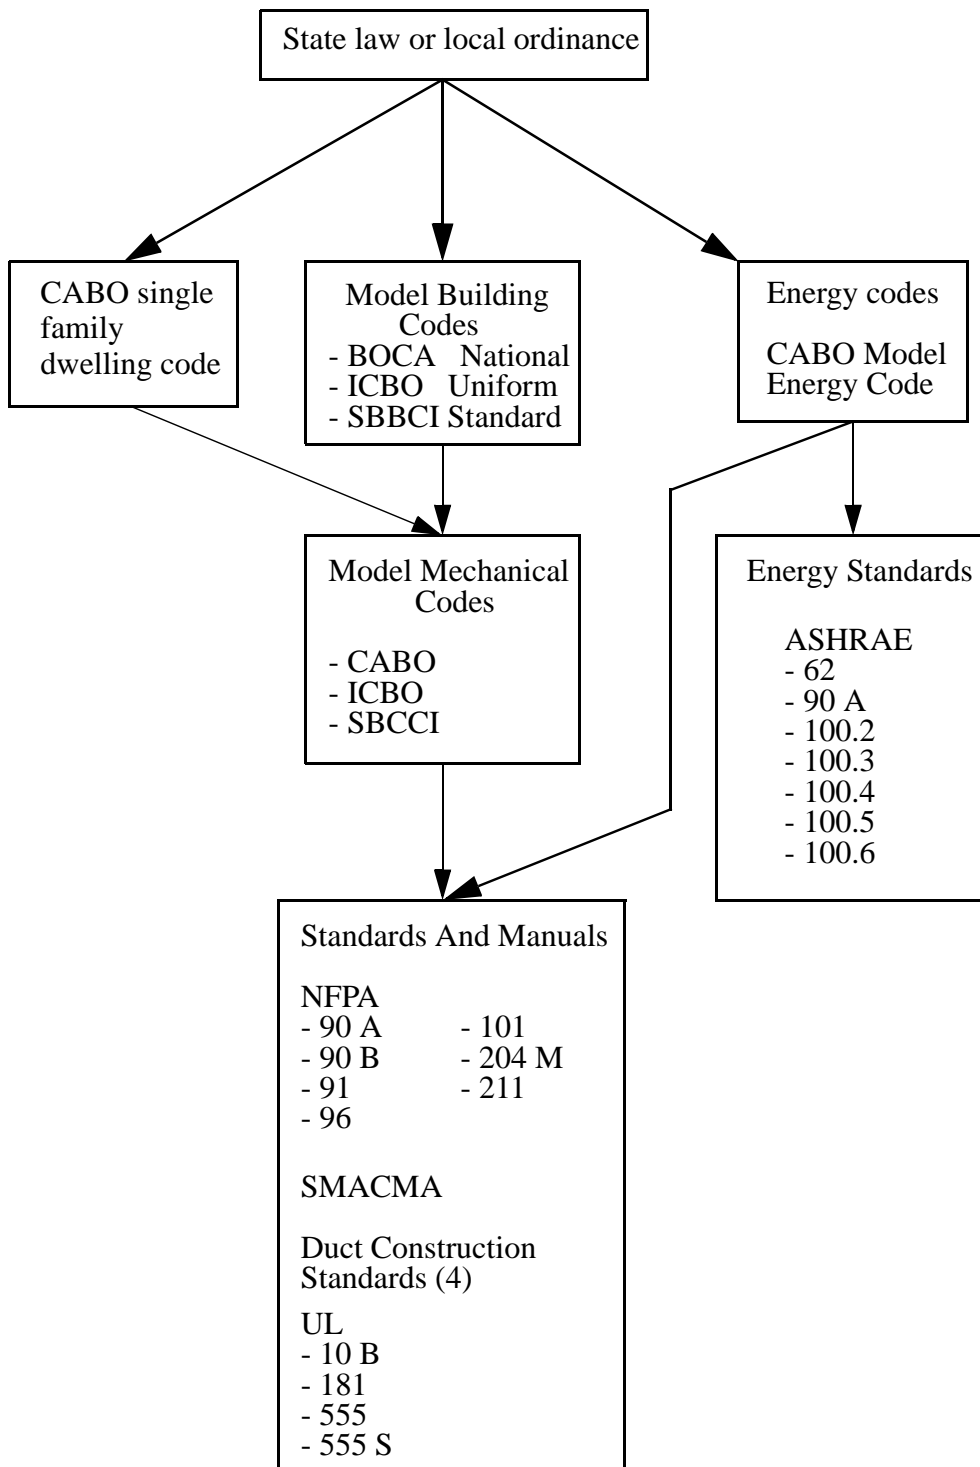 State law or local ordinance
CABO single
family
dwelling code
Model Building
Codes
- BOCA National
- ICBO Uniform
- SBBCI Standard
Energy codes
CABO Model
Energy Code
Model Mechanical
Codes
- CABO
- ICBO
- SBCCI
Energy Standards
ASHRAE
- 62
- 90 A
- 100.2
- 100.3
- 100.4
- 100.5
- 100.6
Standards And Manuals
NFPA
- 90 A - 101
- 90 B - 204 M
- 91 - 211
- 96
SMACMA
Duct Construction
Standards (4)
UL
- 10 B
- 181
- 555
- 555 S